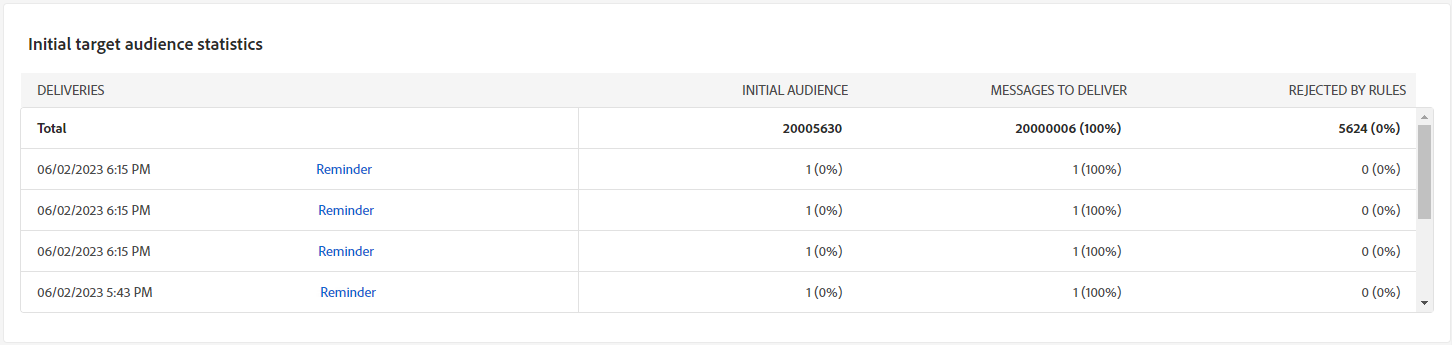 Initial target audience statistics
DELIVERIES INITIAL AUDIENCE MESSAGES TO DELIVER REJECTED BY RULES
Total 20005630 20000006 (100%) 5624 (0%)
06/02/2023 6:15 PM Reminder 1 (0%) 1 (100%) 0 (0%)
06/02/2023 6:15 PM Reminder 1 (0%) 1 (100%) 0 (0%)
06/02/2023 6:15 PM Reminder 1 (0%) 1 (100%) 0 (0%)
06/02/2023 5:43 PM Reminder 1 (0%) 1 (100%) 0 (0%)